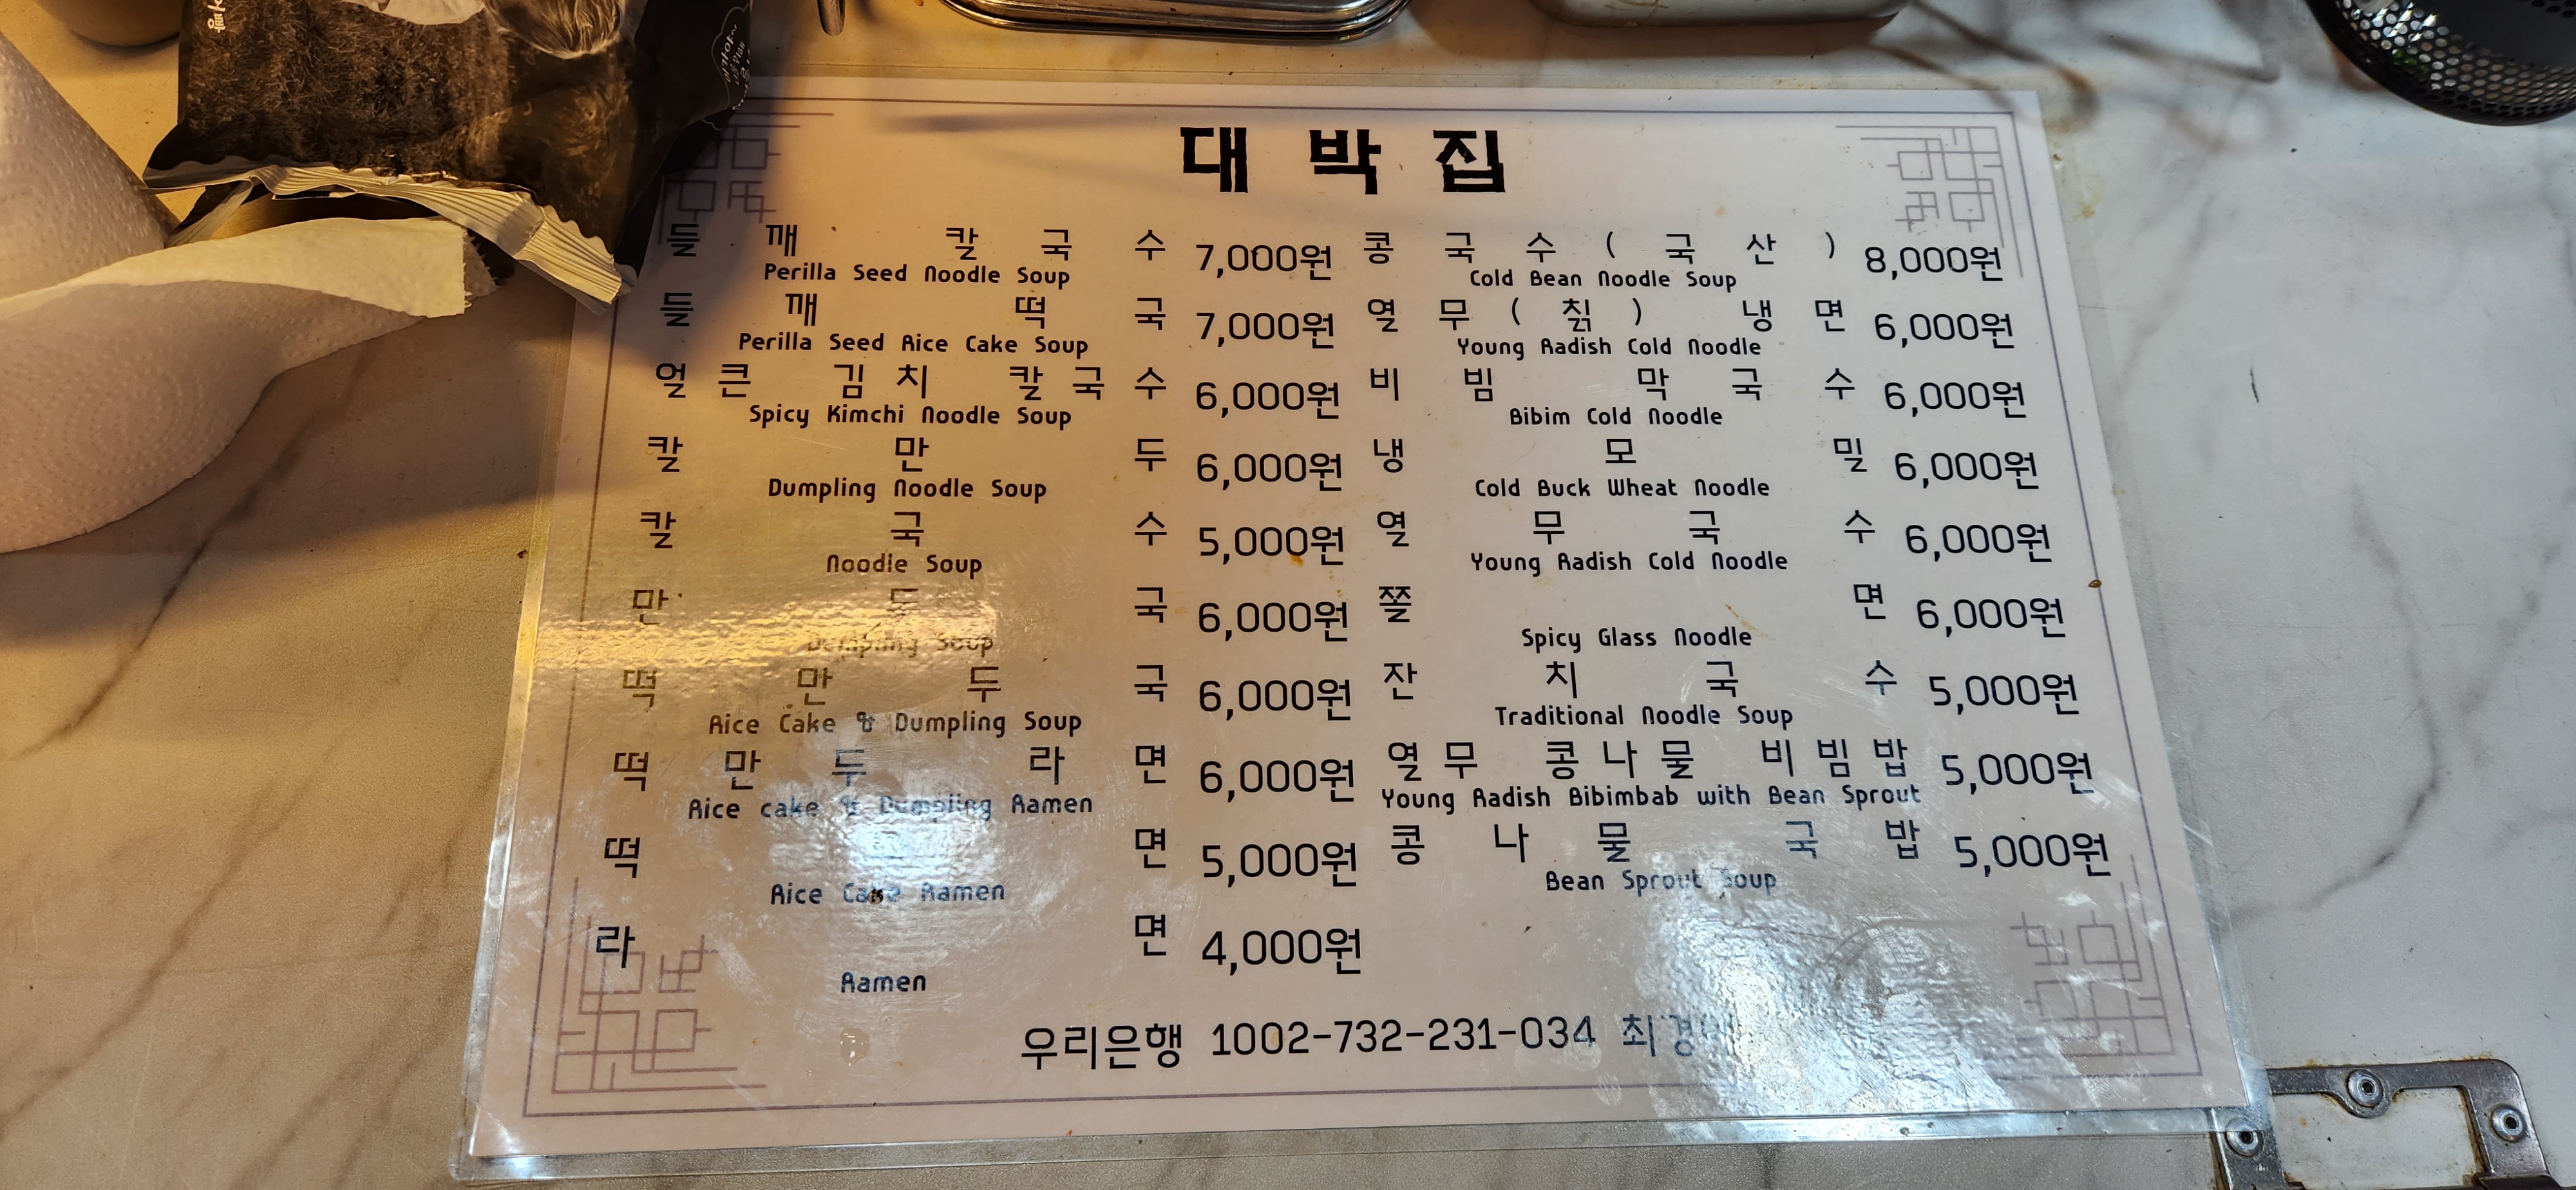 대박집
들깨 칼국수 7,000원
Perilla Seed Noodle Soup
들깨 떡국 7,000원
Perilla Seed Rice Cake Soup
얼큰 김치 칼국수 6,000원
Spicy Kimchi Noodle Soup
칼만두 6,000원
Dumpling Noodle Soup
칼국수 5,000원
Noodle Soup
만두국 6,000원
Dumpling Soup
떡만두국 6,000원
Rice Cake & Dumpling Soup
떡만두 라면 6,000원
Rice cake & Dumpling Ramen
떡면 5,000원
Rice Cake Ramen
라면 4,000원
Ramen
콩국수(국산) 8,000원
Cold Bean Noodle Soup
열무(칡) 냉면 6,000원
Young Radish Cold Noodle
비빔 막국수 6,000원
Bibim Cold Noodle
냉모밀 6,000원
Cold Buck Wheat Noodle
열무국수 6,000원
Young Radish Cold Noodle
쫄면 6,000원
Spicy Glass Noodle
잔치국수 5,000원
Traditional Noodle Soup
열무 콩나물 비빔밥 5,000원
Young Radish Bibimbab with Bean Sprout
콩나물 국밥 5,000원
Bean Sprout Soup
우리은행 1002-732-231-034